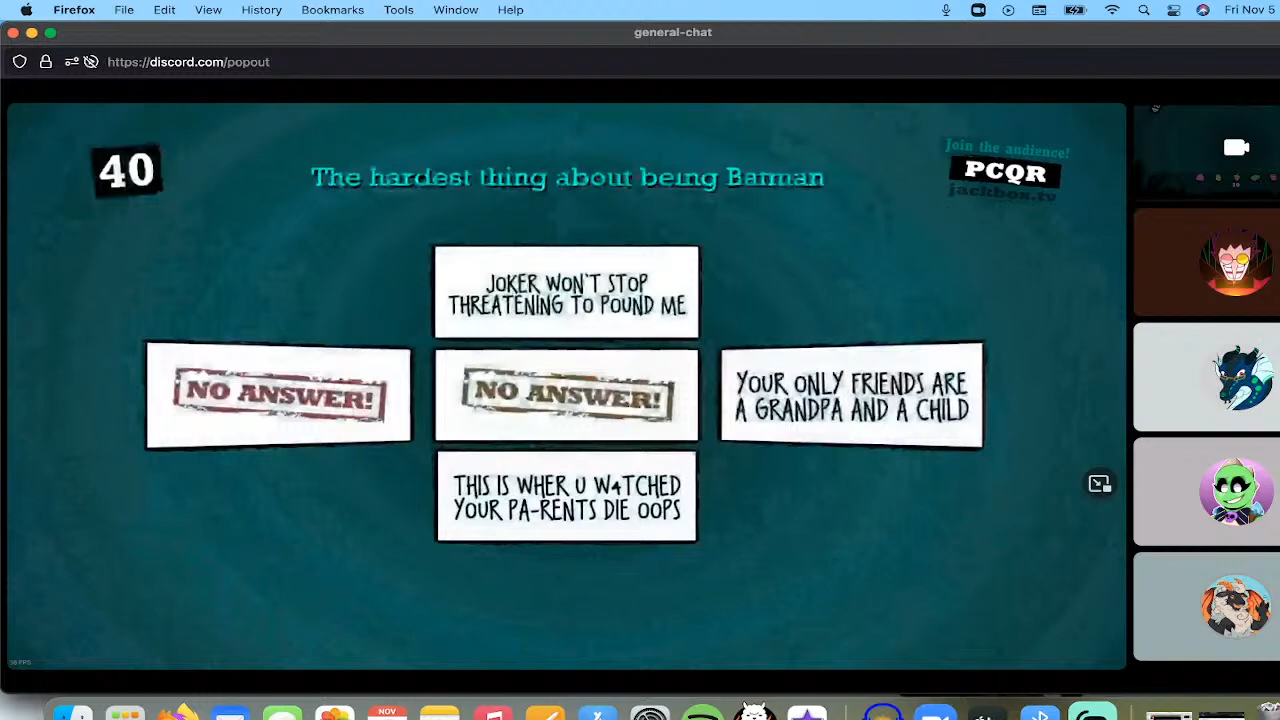 Firefox File Edit View History Bookmarks Tools Window Help Fri Nov 5
general-chat
https://discord.com/popout
40
The hardest thing about being Batman
Join the audience!
PCQR
jackbox.tv
JOKER WON'T STOP
THREATENING TO POUND ME
NO ANSWER!
NO ANSWER!
YOUR ONLY FRIENDS ARE
A GRANDPA AND A CHILD
THIS IS WHER U W4TCHED
YOUR PA-RENTS DIE OOPS
NOV